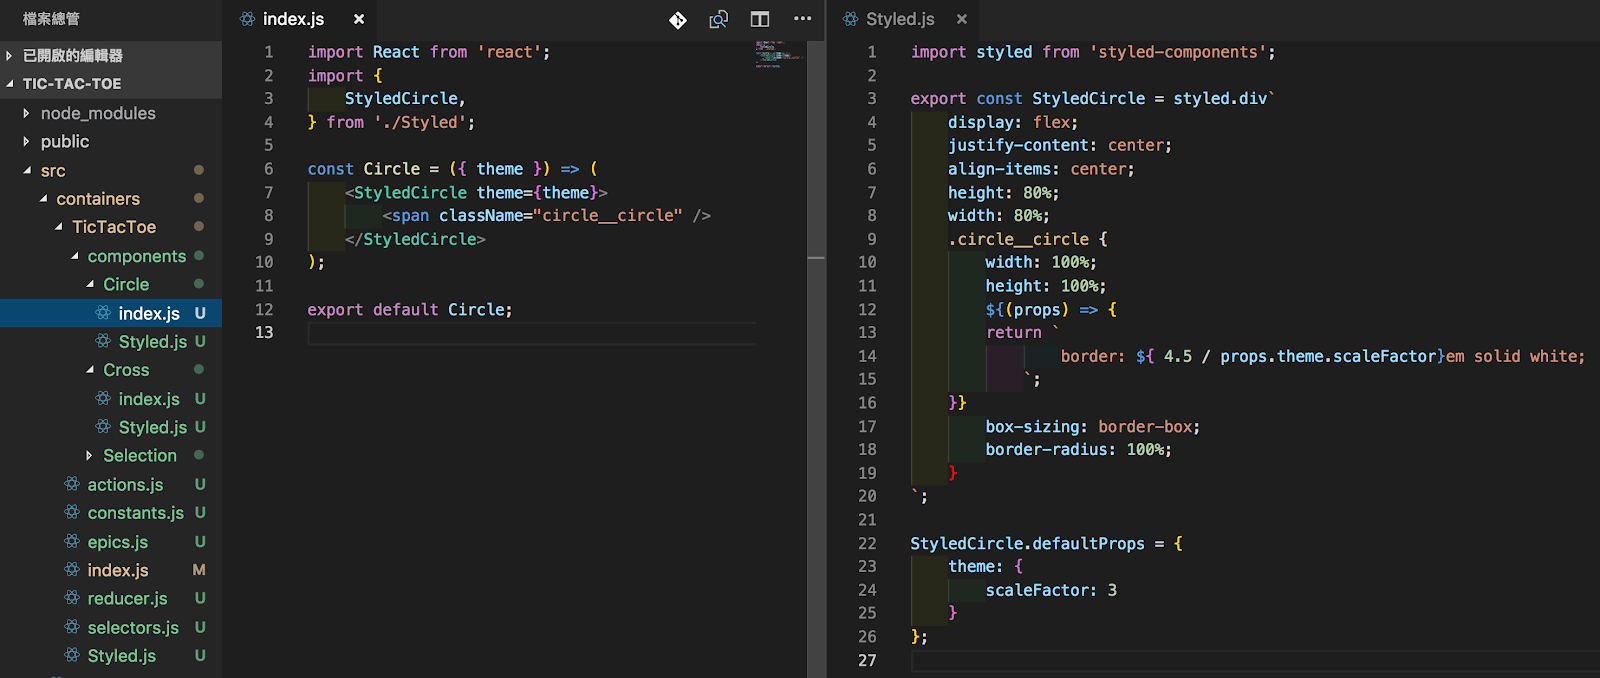 檔案總管
已開啟的編輯器
TIC-TAC-TOE
node_modules
public
src
containers
TicTacToe
components
Circle
index.js U
Styled.js U
Cross
index.js U
Styled.js U
Selection
actions.js U
constants.js U
epics.js U
index.js M
reducer.js U
selectors.js U
Styled.js U
index.js ×
1 import React from 'react';
2 import {
3 StyledCircle,
4 } from './Styled';
5
6 const Circle = ({ theme }) => (
7 <StyledCircle theme={theme}>
8 <span className="circle__circle" />
9 </StyledCircle>
10 );
11
12 export default Circle;
13
Styled.js ×
1 import styled from 'styled-components';
2
3 export const StyledCircle = styled.div`
4 display: flex;
5 justify-content: center;
6 align-items: center;
7 height: 80%;
8 width: 80%;
9 .circle__circle {
10 width: 100%;
11 height: 100%;
12 ${(props) => {
13 return `
14 border: ${ 4.5 / props.theme.scaleFactor}em solid white;
15 `;
16 }}
17 box-sizing: border-box;
18 border-radius: 100%;
19 }
20 `;
21
22 StyledCircle.defaultProps = {
23 theme: {
24 scaleFactor: 3
25 }
26 };
27